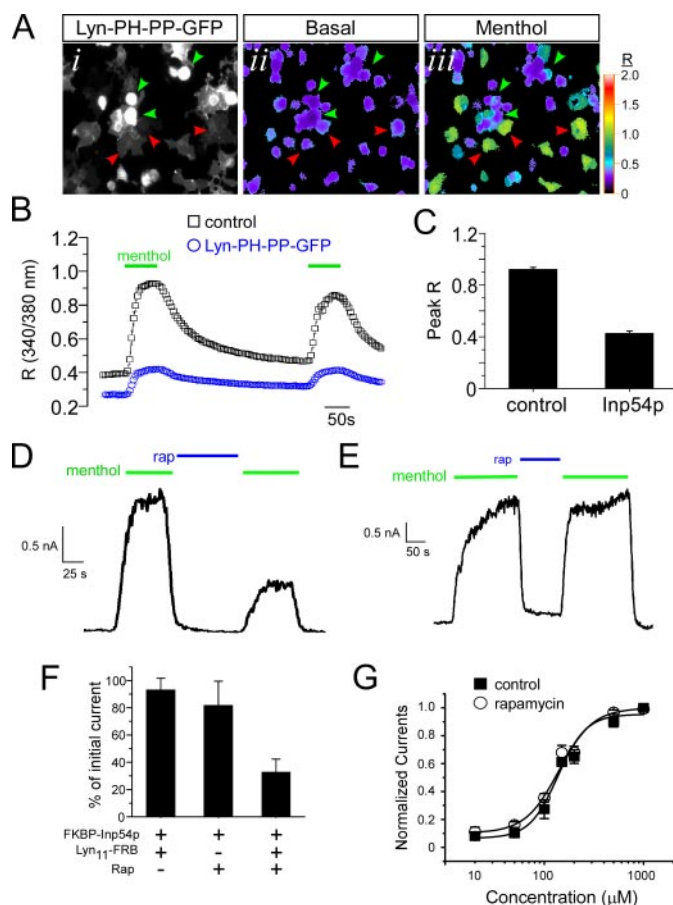 A
Lyn-PH-PP-GFP
Basal
Menthol
i
ii
iii
R
2.0
1.5
1.0
0.5
0
B
□ control
○ Lyn-PH-PP-GFP
menthol
1.2
1.0
0.8
0.6
0.4
0.2
R (340/380 nm)
50s
C
1.2
0.8
0.4
0
Peak R
control
Inp54p
D
rap
menthol
0.5 nA
25 s
E
rap
menthol
0.5 nA
50 s
F
100
80
60
40
20
0
% of initial current
FKBP-Inp54p + + +
Lyn11-FRB + - +
Rap - + +
G
control
rapamycin
1.0
0.8
0.6
0.4
0.2
0
Normalized Currents
10
100
1000
Concentration (μM)